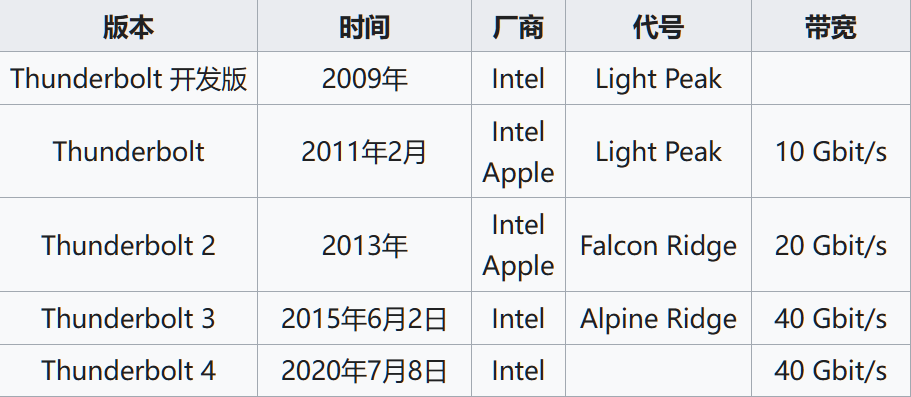 版本 时间 厂商 代号 带宽
Thunderbolt 开发版 2009年 Intel Light Peak
Thunderbolt 2011年2月 Intel Apple Light Peak 10 Gbit/s
Thunderbolt 2 2013年 Intel Apple Falcon Ridge 20 Gbit/s
Thunderbolt 3 2015年6月2日 Intel Alpine Ridge 40 Gbit/s
Thunderbolt 4 2020年7月8日 Intel 40 Gbit/s